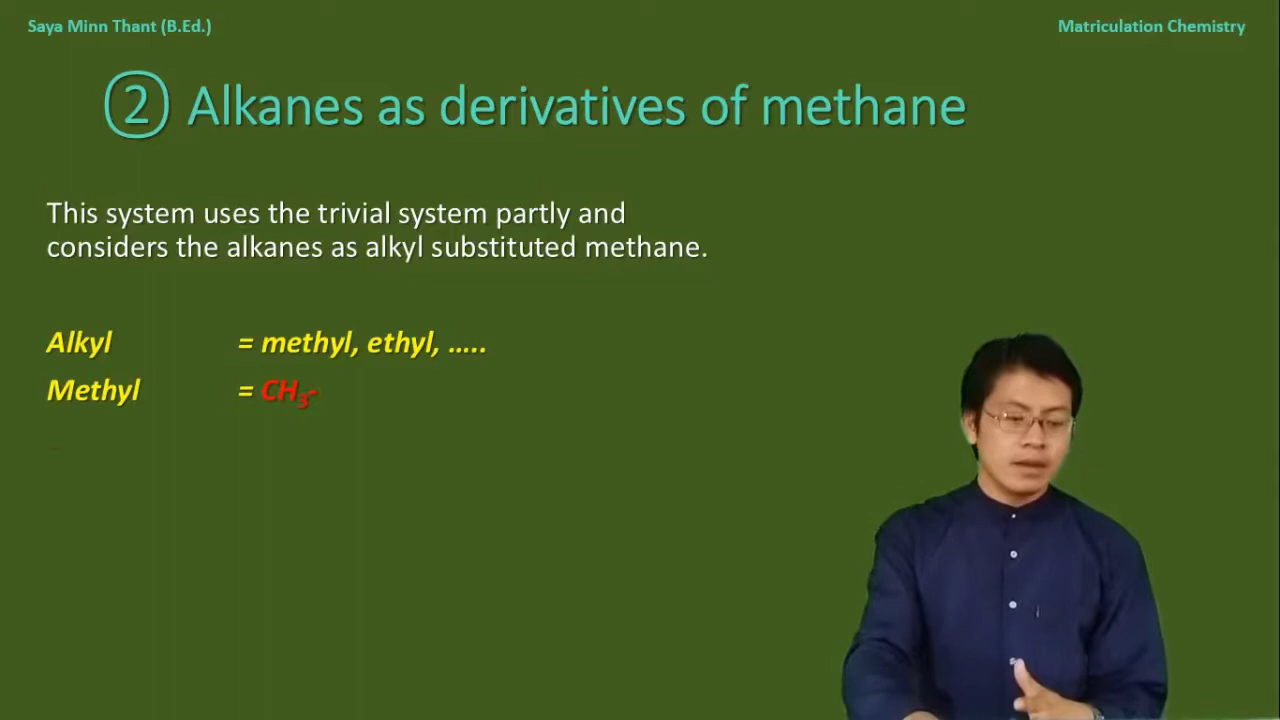 Saya Minn Thant (B.Ed.)
Matriculation Chemistry
② Alkanes as derivatives of methane
This system uses the trivial system partly and
considers the alkanes as alkyl substituted methane.
Alkyl = methyl, ethyl, .....
Methyl = CH₃-